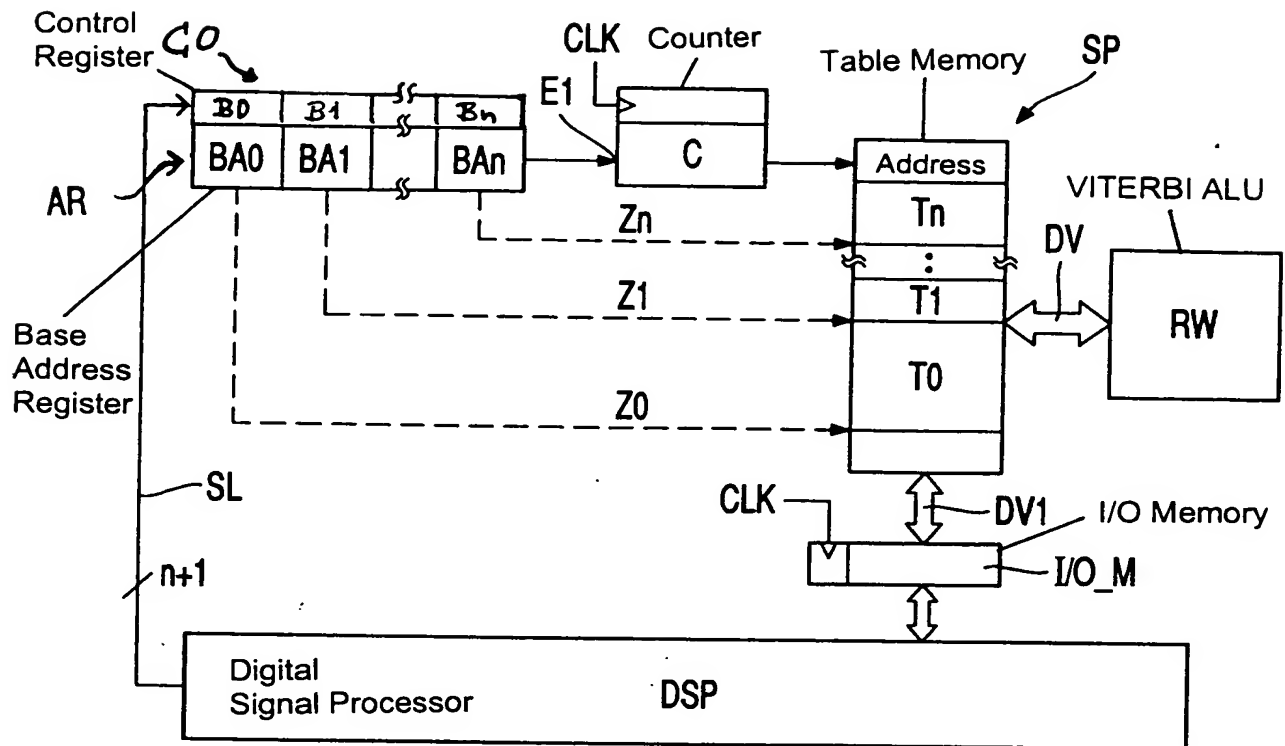 Control
Register
CO
CLK
Counter
Table Memory
SP
E1
B0 B1 Bn
BA0 BA1 BAn
C
Address
AR
Tn
VITERBI ALU
Zn
DV
Z1
T1
RW
Base
Address
Register
T0
Z0
SL
CLK
DV1
I/O Memory
n+1
I/O_M
Digital
Signal Processor
DSP